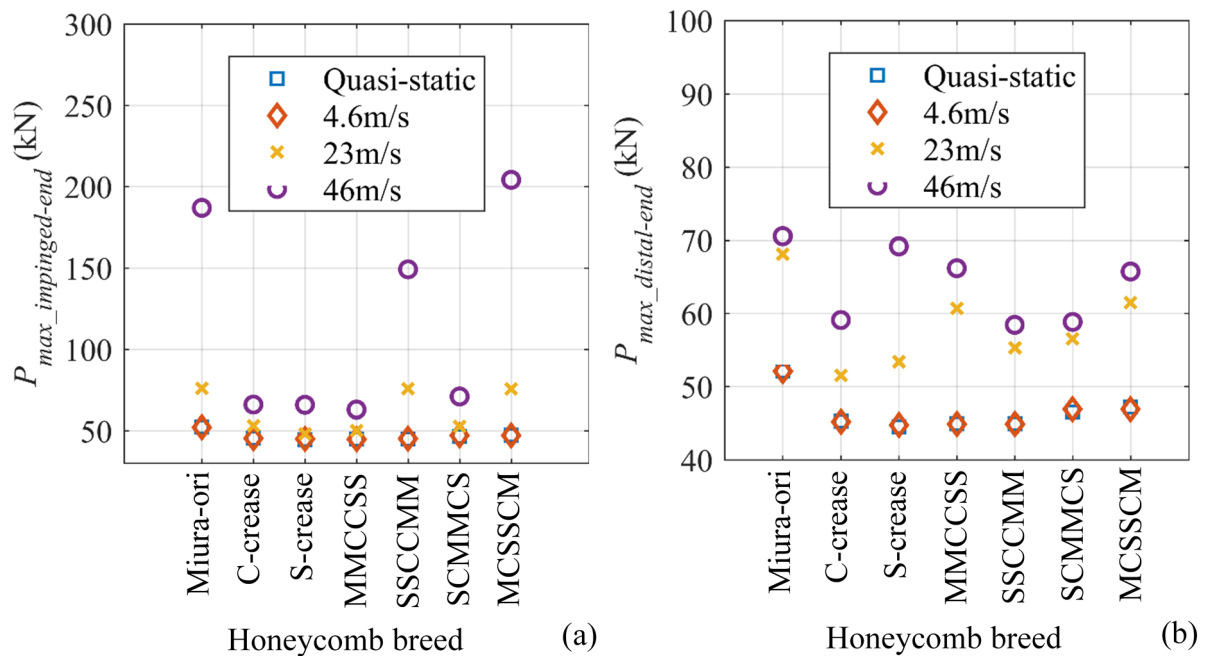 300
250
200
150
100
50
P max_impinged-end (kN)
Quasi-static
4.6m/s
23m/s
46m/s
Miura-ori
C-crease
S-crease
MMCCSS
SSCCMM
SCMMCS
MCSSCM
Honeycomb breed
(a)
100
90
80
70
60
50
40
P max_distal-end (kN)
Quasi-static
4.6m/s
23m/s
46m/s
Miura-ori
C-crease
S-crease
MMCCSS
SSCCMM
SCMMCS
MCSSCM
Honeycomb breed
(b)